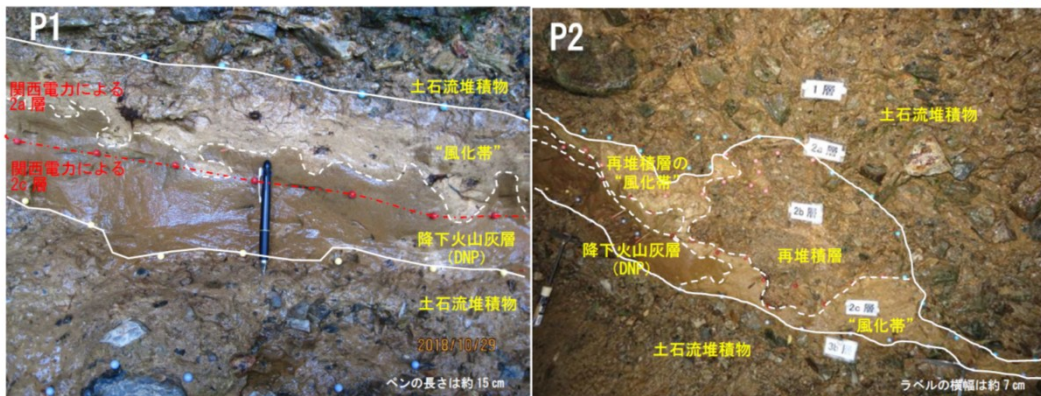 P1
土石流堆積物
関西電力による
2a 層
"風化帯"
関西電力による
2c層
降下火山灰層
(DNP)
土石流堆積物
2018/10/29
ペンの長さは約 15 ㎝
P2
1層
土石流堆積物
2a 層
再堆積層の
"風化帯"
2b 層
降下火山灰層
(DNP)
再堆積層
2c 層
"風化帯"
土石流堆積物
3b 層
ラベルの横幅は約 7 ㎝